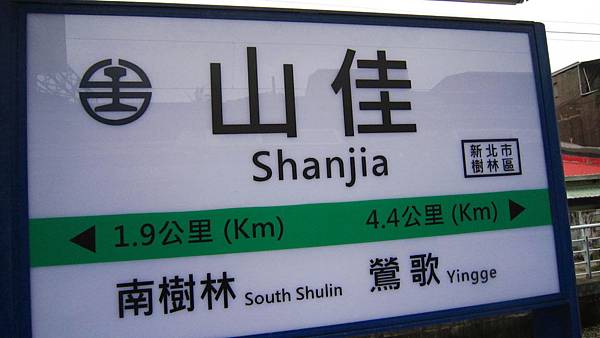 山佳
Shanjia
新北市
樹林區
◀ 1.9公里 (Km) 4.4公里 (Km) ▶
南樹林 South Shulin 鶯歌 Yingge